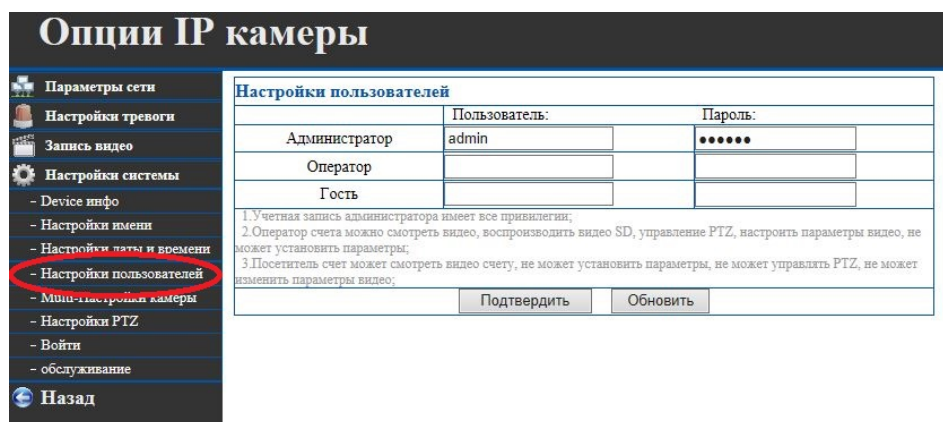 Опции IP камеры
Параметры сети
Настройки тревоги
Запись видео
Настройки системы
- Device инфо
- Настройки имени
- Настройки даты и времени
- Настройки пользователей
- Multi-Настройки камеры
- Настройки PTZ
- Войти
- обслуживание
Назад
Настройки пользователей
Пользователь: Пароль:
Администратор admin ●●●●●●
Оператор
Гость
1.Учетная запись администратора имеет все привилегии;
2.Оператор счета можно смотреть видео, воспроизводить видео SD, управление PTZ, настроить параметры видео, не
может установить параметры;
3.Посетитель счет может смотреть видео счету, не может установить параметры, не может управлять PTZ, не может
изменить параметры видео;
Подтвердить Обновить